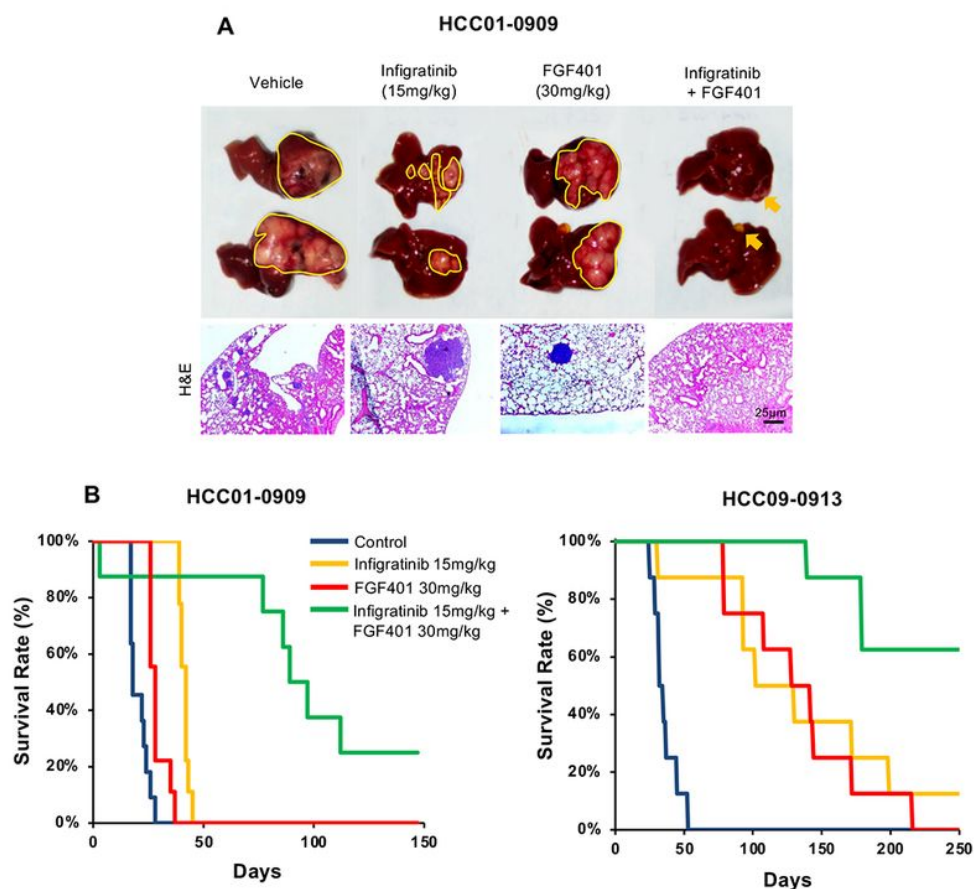 A
HCC01-0909
Vehicle
Infigratinib
(15mg/kg)
FGF401
(30mg/kg)
Infigratinib
+ FGF401
H&E
25µm
B
HCC01-0909
Control
Infigratinib 15mg/kg
FGF401 30mg/kg
Infigratinib 15mg/kg +
FGF401 30mg/kg
Survival Rate (%)
100%
80%
60%
40%
20%
0%
0
50
100
150
Days
HCC09-0913
Survival Rate (%)
100%
80%
60%
40%
20%
0%
0
50
100
150
200
250
Days